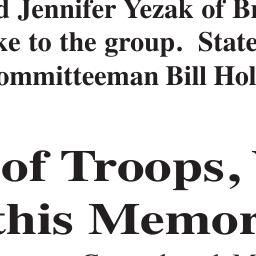 d Jennifer Yezak of Br
ke to the group. State
ommitteeman Bill Hol
of Troops,
this Memor